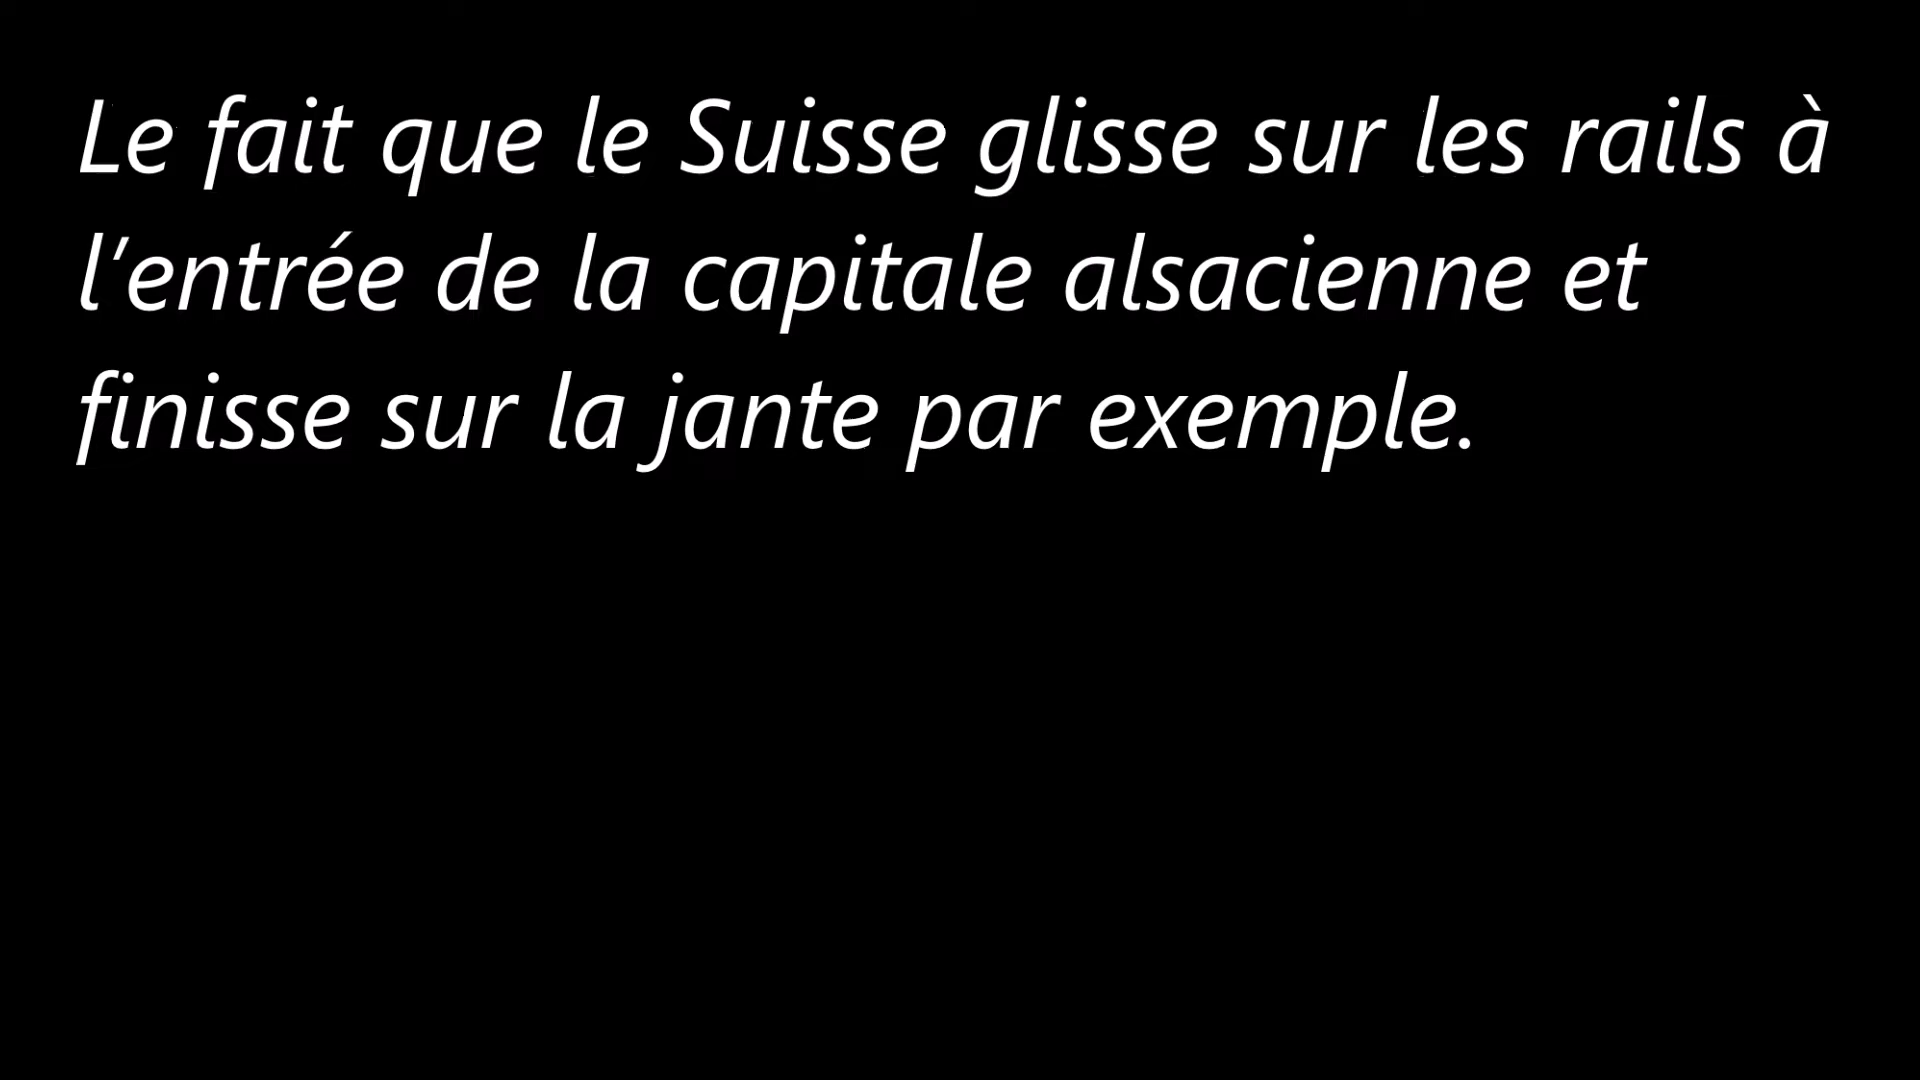 Le fait que le Suisse glisse sur les rails à
l'entrée de la capitale alsacienne et
finisse sur la jante par exemple.